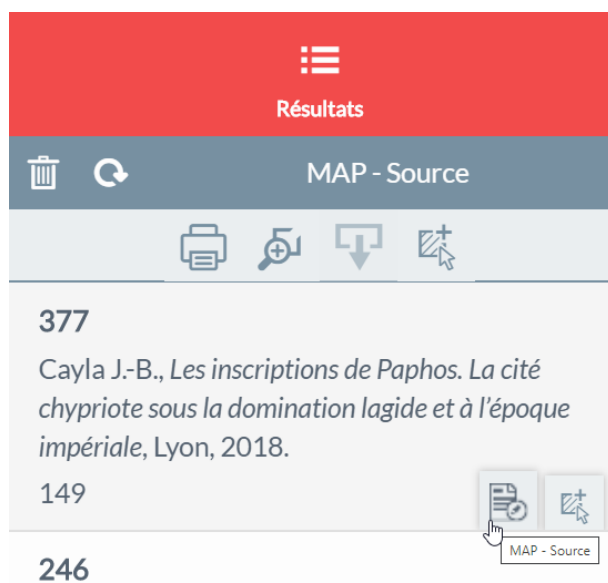 Résultats
MAP - Source
377
Cayla J.-B., Les inscriptions de Paphos. La cité
chypriote sous la domination lagide et à l’époque
impériale, Lyon, 2018.
149
MAP - Source
246